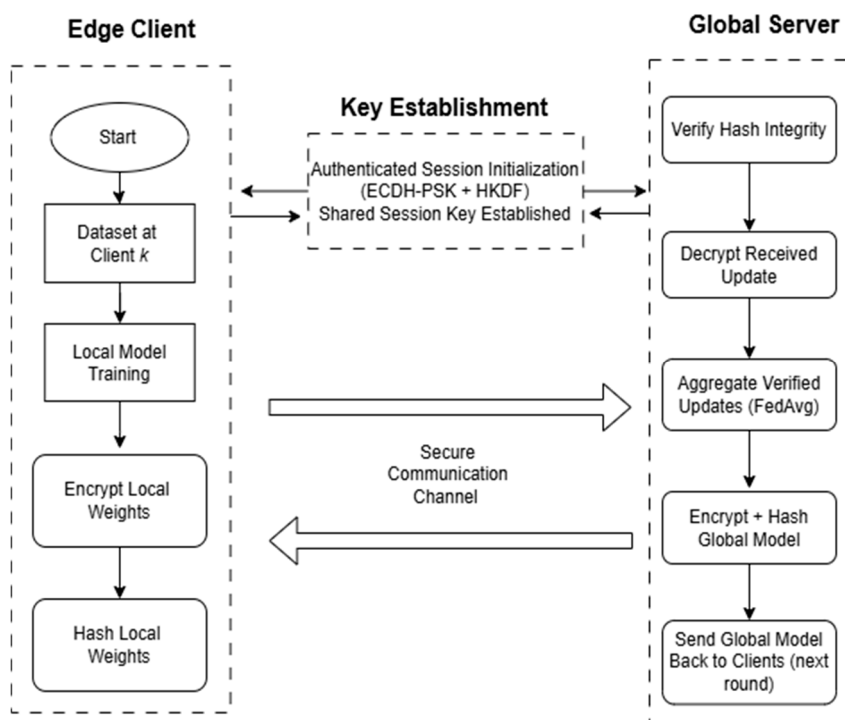 Edge Client
Start
Dataset at
Client k
Local Model
Training
Encrypt Local
Weights
Hash Local
Weights
Key Establishment
Authenticated Session Initialization
(ECDH-PSK + HKDF)
Shared Session Key Established
Secure
Communication
Channel
Global Server
Verify Hash Integrity
Decrypt Received
Update
Aggregate Verified
Updates (FedAvg)
Encrypt + Hash
Global Model
Send Global Model
Back to Clients (next
round)